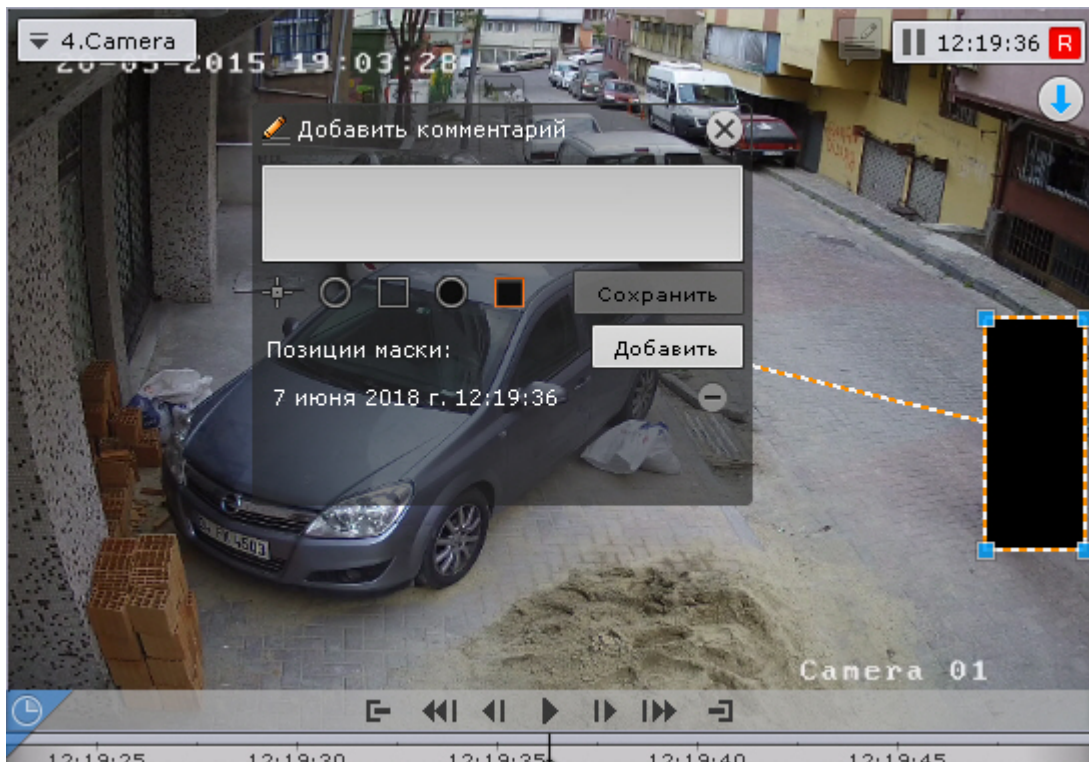 4.Camera
12:19:36 R
2015 19:03:28
Добавить комментарий
Сохранить
Позиции маски:
Добавить
7 июня 2018 г. 12:19:36
Camera 01
12:19:25 12:19:30 12:19:35 12:19:40 12:19:45